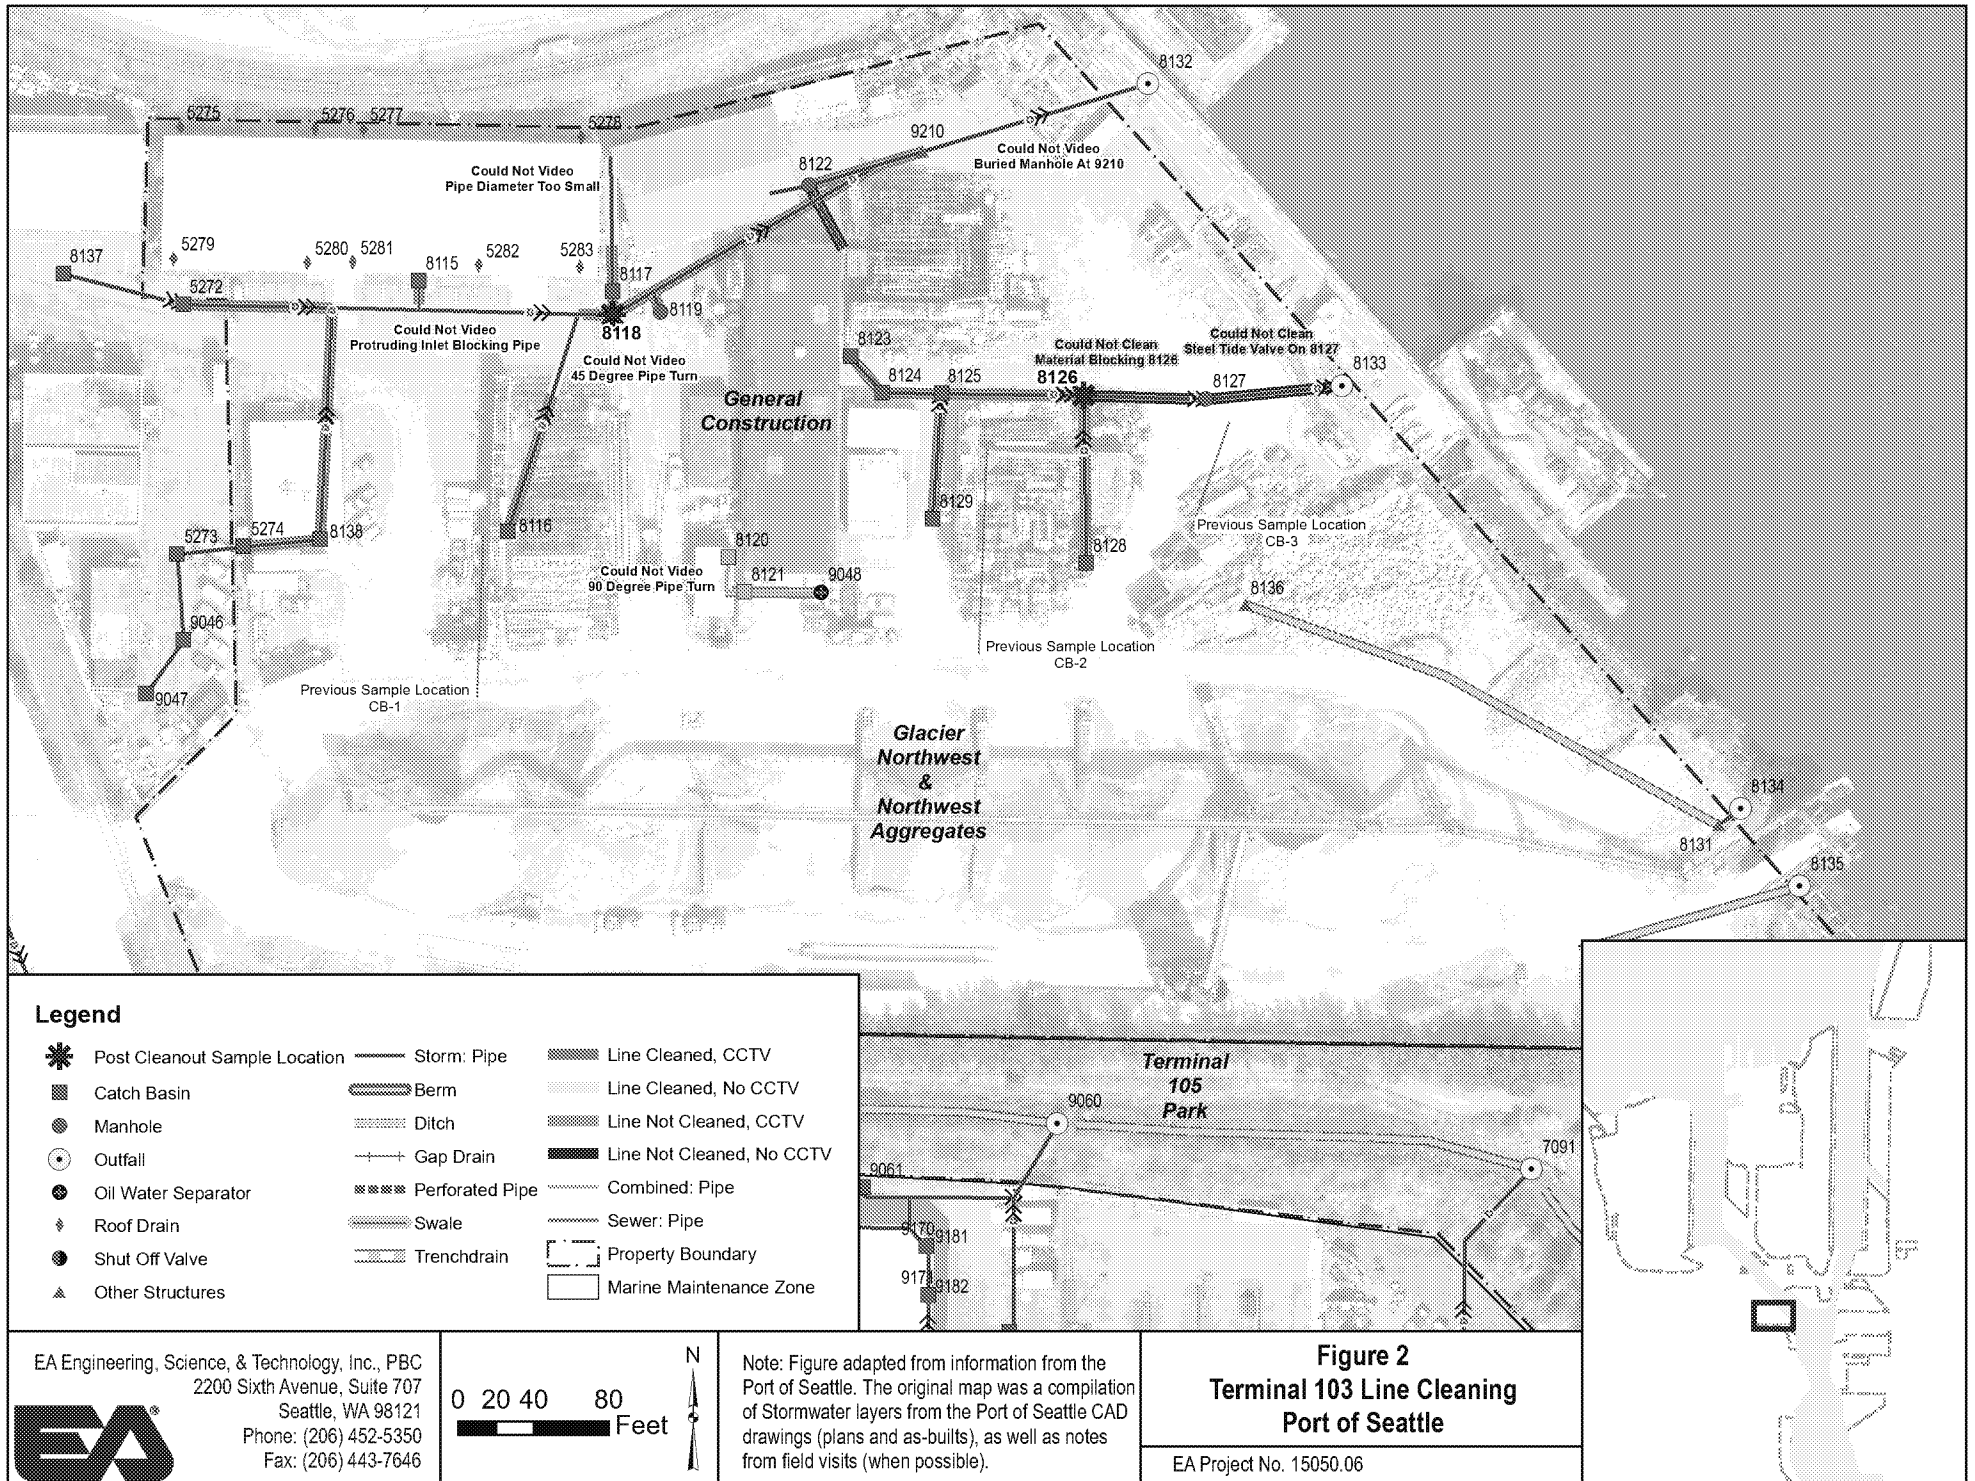 8132
5275
5276
5277
5278
9210
Could Not Video
Buried Manhole At 9210
8122
Could Not Video
Pipe Diameter Too Small
5279
5280
5281
5282
5283
8137
8115
8117
5272
8119
8118
Could Not Video
Protruding Inlet Blocking Pipe
Could Not Video
45 Degree Pipe Turn
8123
Could Not Clean
Material Blocking 8126
Could Not Clean
Steel Tide Valve On 8127
8133
8124
8125
8126
8127
General
Construction
8129
8116
5273
5274
8138
8120
8128
Previous Sample Location
CB-3
Could Not Video
90 Degree Pipe Turn
8121
9048
8136
9046
9047
Previous Sample Location
CB-2
Previous Sample Location
CB-1
Glacier
Northwest
&
Northwest
Aggregates
8134
8131
8135
Terminal
105
Park
9060
7091
9061
9170
9181
9171
9182
Legend
Post Cleanout Sample Location
Catch Basin
Manhole
Outfall
Oil Water Separator
Roof Drain
Shut Off Valve
Other Structures
Storm: Pipe
Berm
Ditch
Gap Drain
Perforated Pipe
Swale
Trenchdrain
Line Cleaned, CCTV
Line Cleaned, No CCTV
Line Not Cleaned, CCTV
Line Not Cleaned, No CCTV
Combined: Pipe
Sewer: Pipe
Property Boundary
Marine Maintenance Zone
EA Engineering, Science, & Technology, Inc., PBC
2200 Sixth Avenue, Suite 707
Seattle, WA 98121
Phone: (206) 452-5350
Fax: (206) 443-7646
EA®
0 20 40 80
Feet
N
Note: Figure adapted from information from the
Port of Seattle. The original map was a compilation
of Stormwater layers from the Port of Seattle CAD
drawings (plans and as-builts), as well as notes
from field visits (when possible).
Figure 2
Terminal 103 Line Cleaning
Port of Seattle
EA Project No. 15050.06